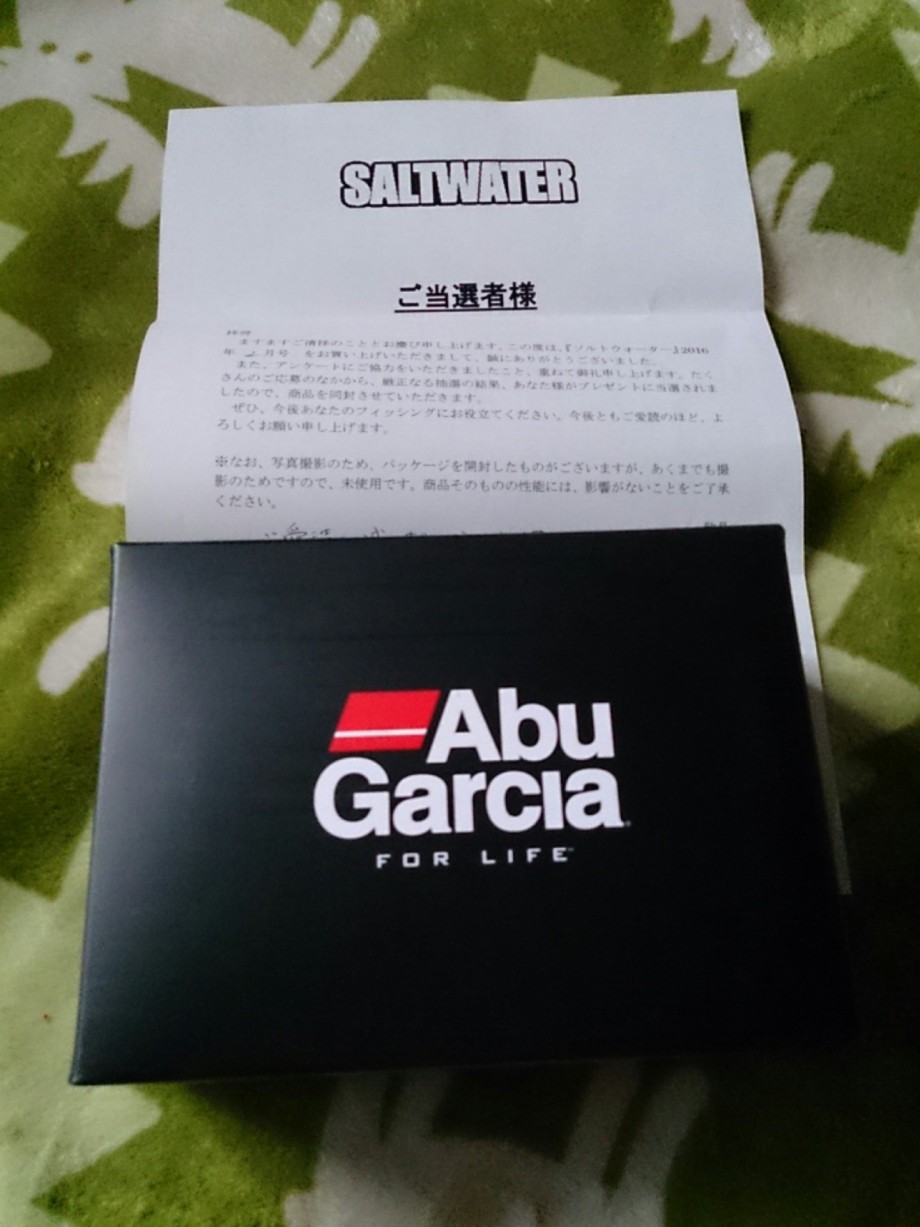 SALTWATER
ご当選者様
拝啓
ますますご清祥のこととお慶び申し上げます。この度は、『ソルトウォーター』2016
年 2月号 をお買い上げいただきまして、誠にありがとうございました。
また、アンケートにご協力をいただきましたこと、重ねて御礼申し上げます。たく
さんのご応募のなかから、厳正なる抽選の結果、あなた様がプレゼントに当選されま
したので、商品を同封させていただきます。
ぜひ、今後あなたのフィッシングにお役立てください。今後ともご愛読のほど、よ
ろしくお願い申し上げます。
※なお、写真撮影のため、パッケージを開封したものがございますが、あくまでも撮
影のためですので、未使用です。商品そのものの性能には、影響がないことをご了承
ください。
Abu
Garcia
FOR LIFE™